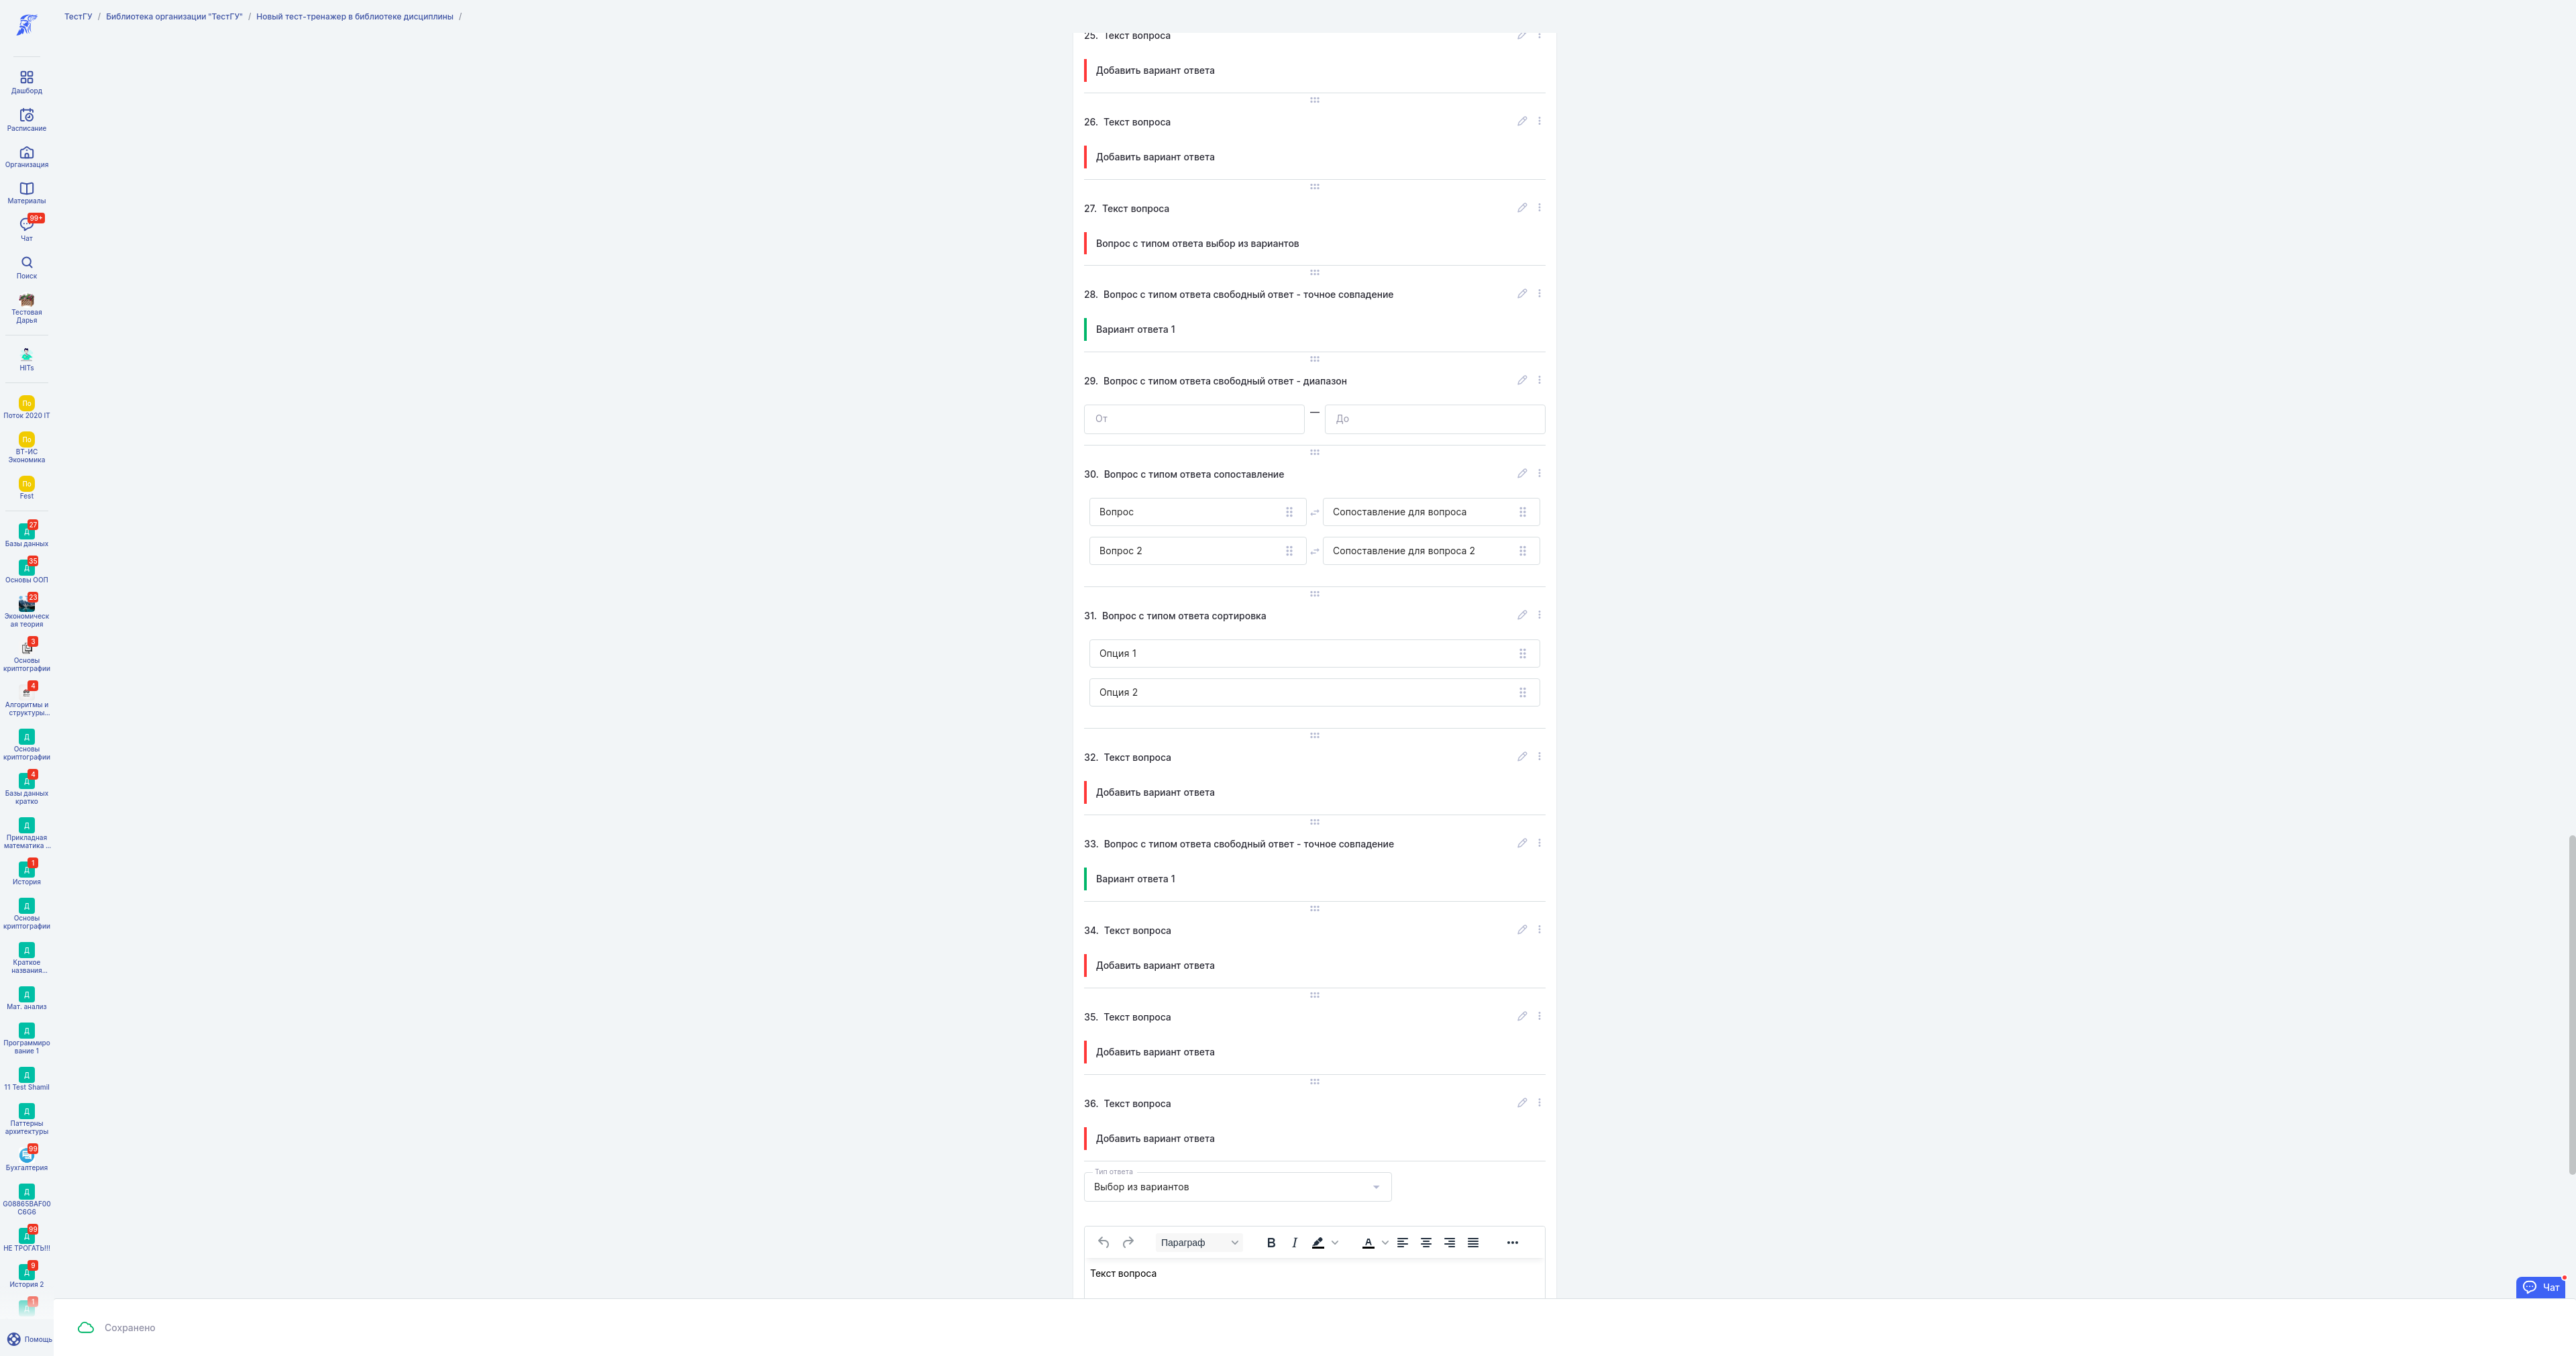 ТестГУ / Библиотека организации "ТестГУ" / Новый тест-тренажер в библиотеке дисциплины /
Дашборд
Расписание
Организация
Материалы
99+
Чат
Поиск
Тестовая
Дарья
HITs
По
Поток 2020 IT
По
ВТ-ИС
Экономика
По
Fest
27
Д
Базы данных
35
Д
Основы ООП
23
Экономическ
ая теория
3
Основы
криптографии
4
Алгоритмы и
структуры...
Д
Основы
криптографии
4
Д
Базы данных
кратко
Д
Прикладная
математика ...
1
Д
История
Д
Основы
криптографии
Д
Краткое
названия...
Д
Мат. анализ
Д
Программиро
вание 1
Д
11 Test Shamil
Д
Паттерны
архитектуры
99
Бухгалтерия
Д
G08865BAF00
C6G6
99
Д
НЕ ТРОГАТЬ!!!
9
Д
История 2
1
Д
Помощь
25. Текст вопроса
Добавить вариант ответа
26. Текст вопроса
Добавить вариант ответа
27. Текст вопроса
Вопрос с типом ответа выбор из вариантов
28. Вопрос с типом ответа свободный ответ - точное совпадение
Вариант ответа 1
29. Вопрос с типом ответа свободный ответ - диапазон
От — До
30. Вопрос с типом ответа сопоставление
Вопрос Сопоставление для вопроса
Вопрос 2 Сопоставление для вопроса 2
31. Вопрос с типом ответа сортировка
Опция 1
Опция 2
32. Текст вопроса
Добавить вариант ответа
33. Вопрос с типом ответа свободный ответ - точное совпадение
Вариант ответа 1
34. Текст вопроса
Добавить вариант ответа
35. Текст вопроса
Добавить вариант ответа
36. Текст вопроса
Добавить вариант ответа
Тип ответа
Выбор из вариантов
Параграф B I A
Текст вопроса
Чат
Сохранено